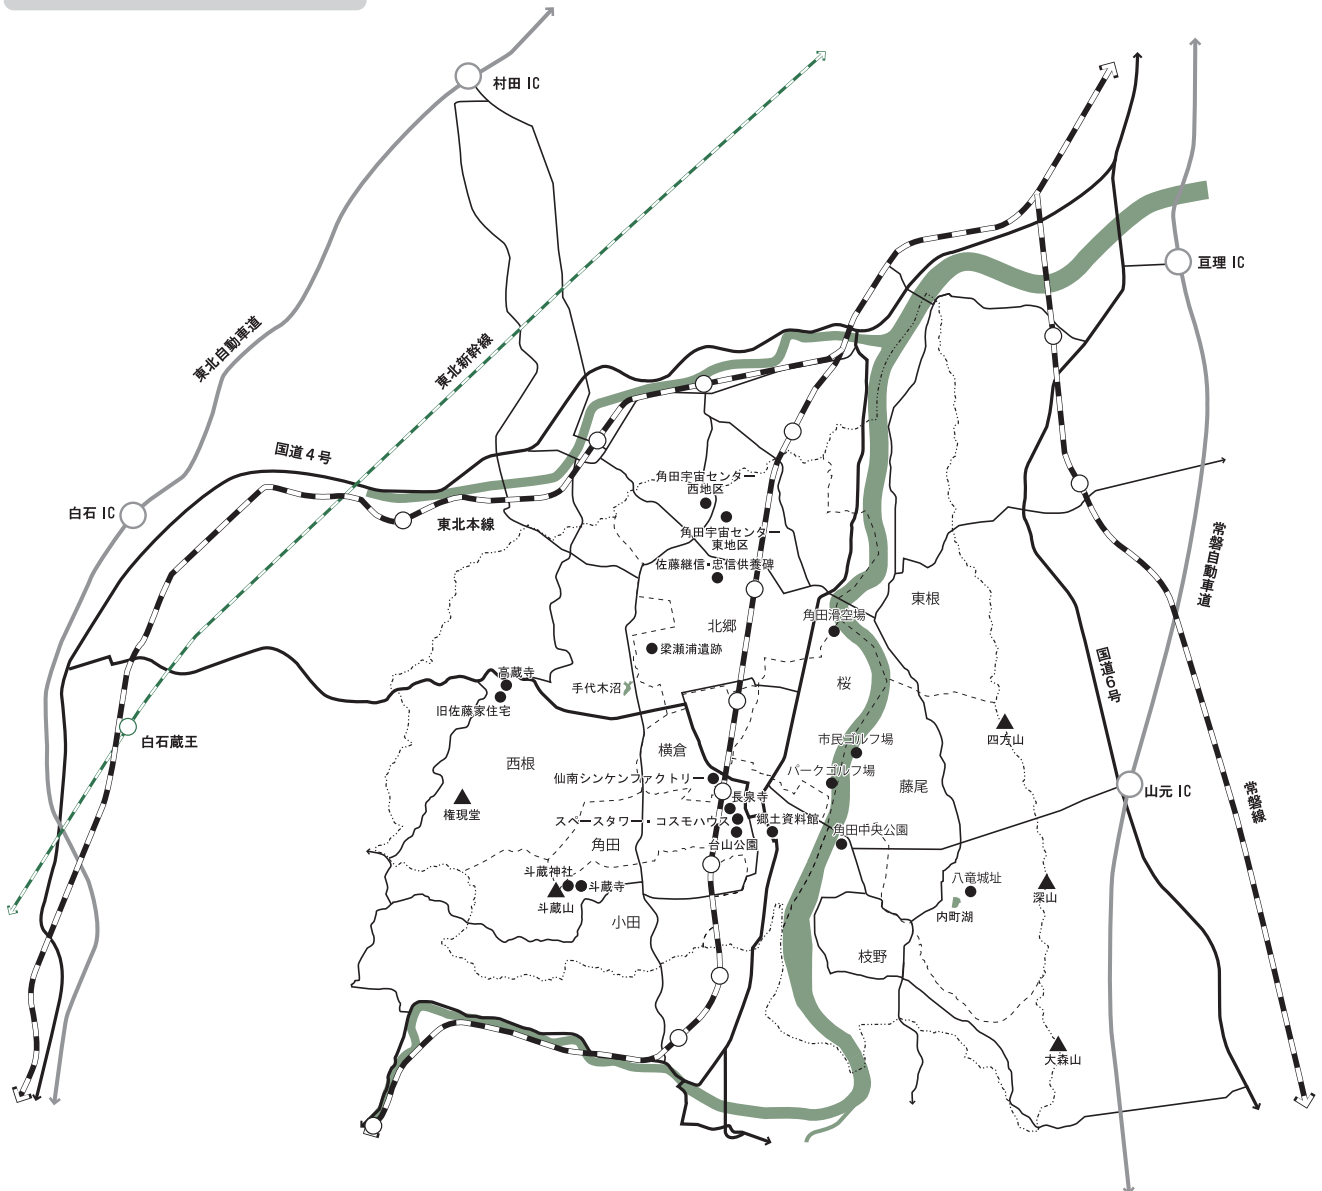 村田 IC
亘理 IC
東北自動車道
東北新幹線
国道4号
角田宇宙センター
西地区
白石 IC
東北本線
角田宇宙センター
東地区
常磐自動車道
佐藤継信・忠信供養碑
東根
角田滑空場
北郷
梁瀬浦遺跡
国道6号
高蔵寺
手代木沼
桜
旧佐藤家住宅
白石蔵王
市民ゴルフ場
四方山
横倉
西根
仙南シンケンファクトリー
パークゴルフ場
藤尾
山元 IC
常磐線
長泉寺
権現堂
スペースタワー・コスモハウス
郷土資料館
角田中央公園
角田
台山公園
斗蔵神社
斗蔵寺
八竜城址
深山
斗蔵山
内町湖
小田
枝野
大森山